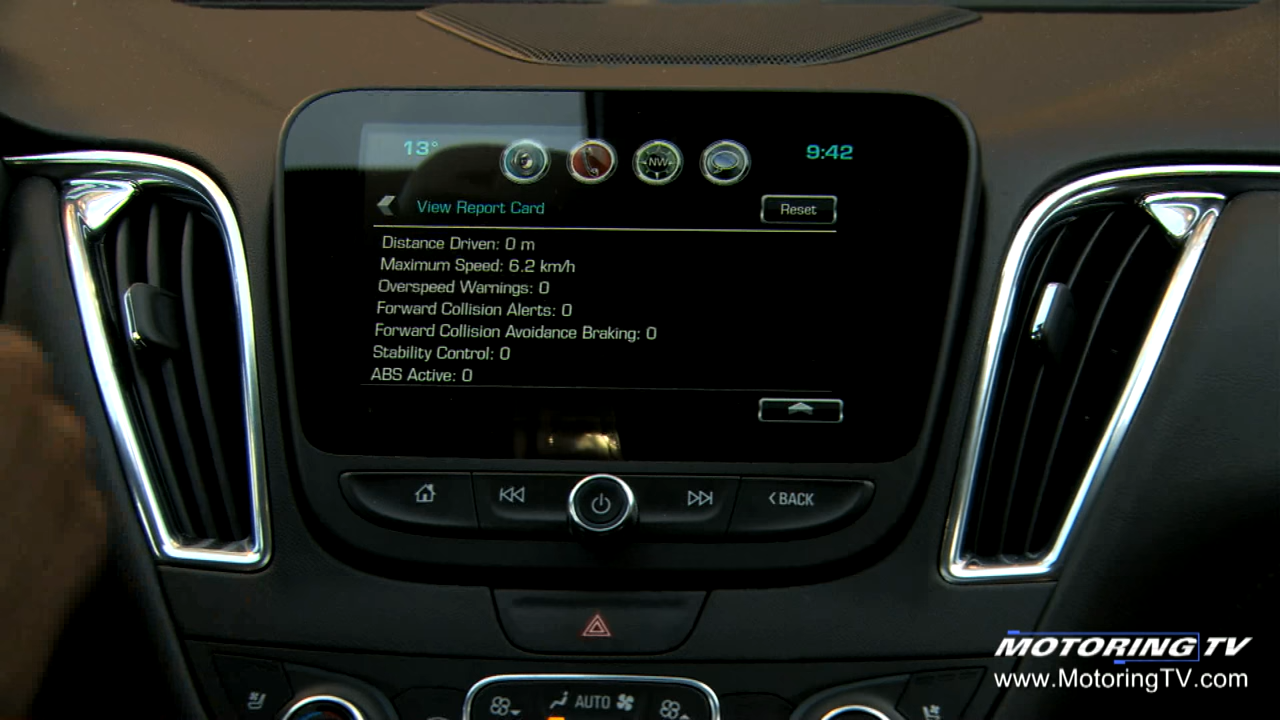 13°
NW
9:42
View Report Card
Reset
Distance Driven: 0 m
Maximum Speed: 6.2 km/h
Overspeed Warnings: 0
Forward Collision Alerts: 0
Forward Collision Avoidance Braking: 0
Stability Control: 0
ABS Active: 0
BACK
AUTO
MOTORING TV
www.MotoringTV.com